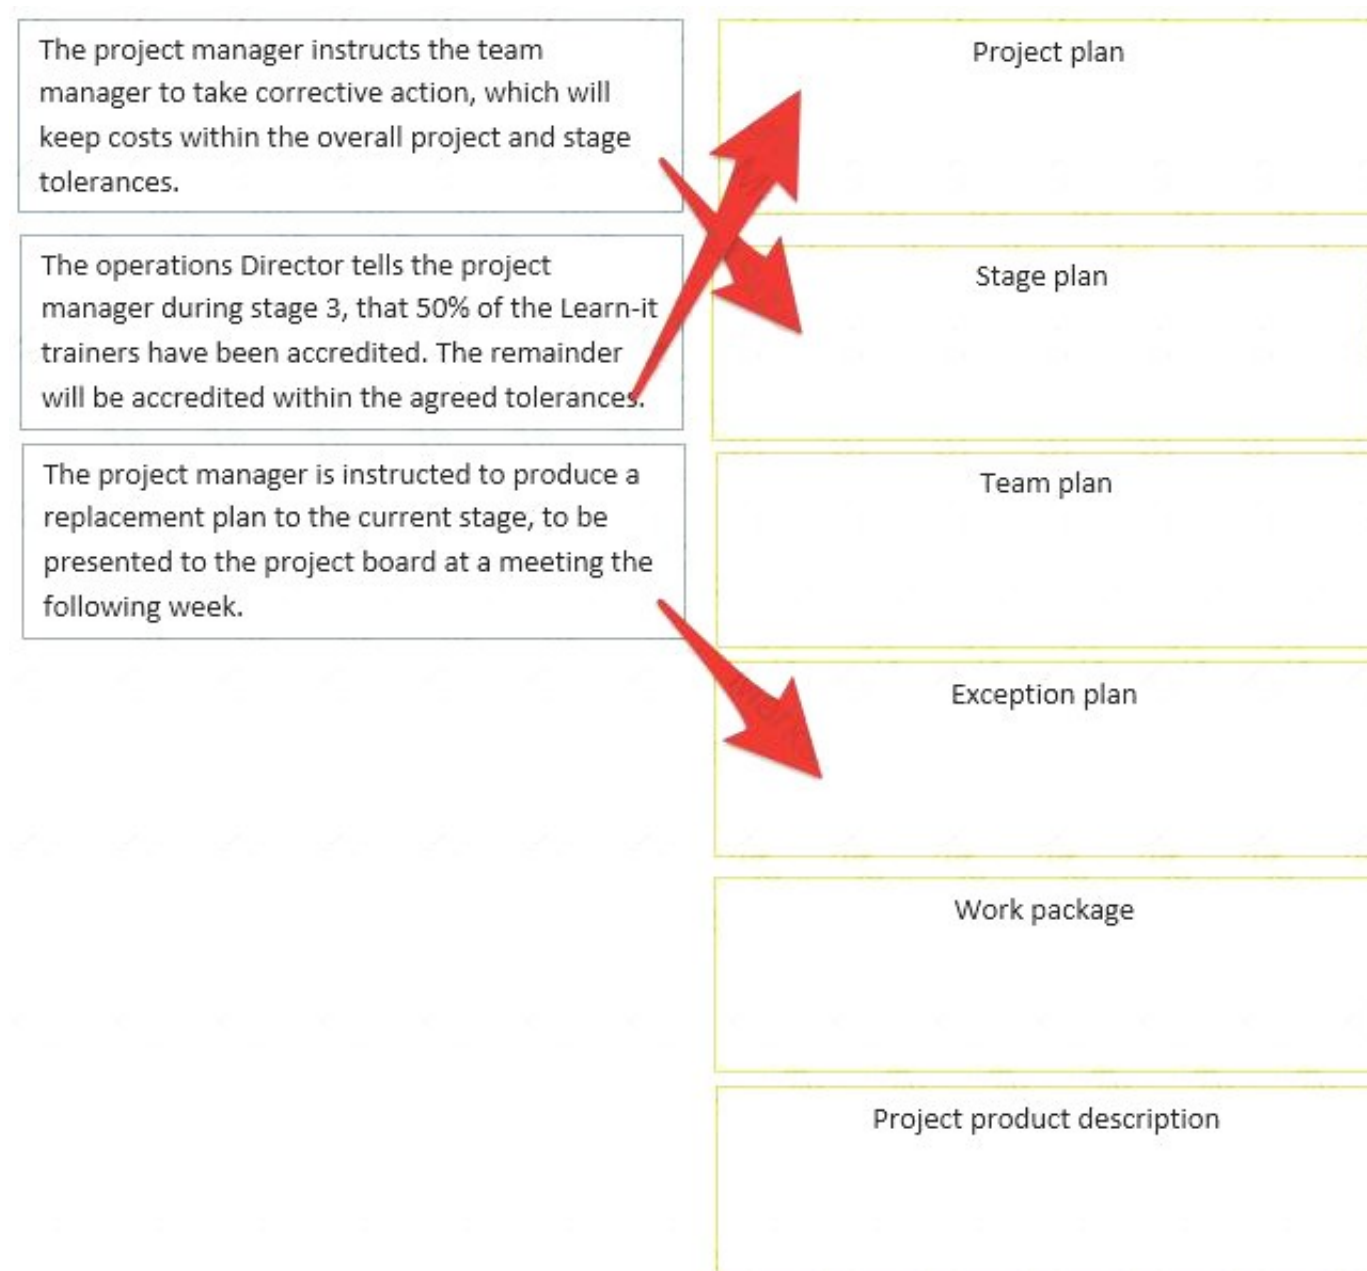 The project manager instructs the team
manager to take corrective action, which will
keep costs within the overall project and stage
tolerances.
The operations Director tells the project
manager during stage 3, that 50% of the Learn-it
trainers have been accredited. The remainder
will be accredited within the agreed tolerances.
The project manager is instructed to produce a
replacement plan to the current stage, to be
presented to the project board at a meeting the
following week.
Project plan
Stage plan
Team plan
Exception plan
Work package
Project product description